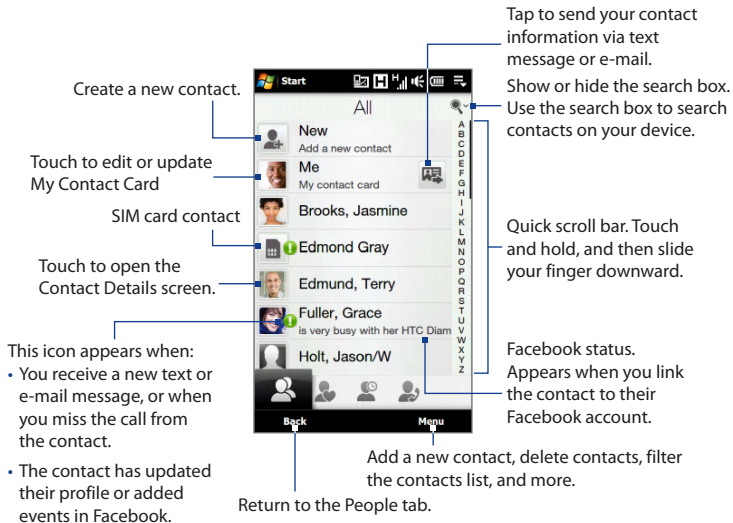 Tap to send your contact
information via text
message or e-mail.
Create a new contact.
Show or hide the search box.
Use the search box to search
contacts on your device.
Touch to edit or update
My Contact Card
SIM card contact
Touch to open the
Contact Details screen.
Quick scroll bar. Touch
and hold, and then slide
your finger downward.
This icon appears when:
• You receive a new text or
e-mail message, or when
you miss the call from
the contact.
• The contact has updated
their profile or added
events in Facebook.
Facebook status.
Appears when you link
the contact to their
Facebook account.
Add a new contact, delete contacts, filter
the contacts list, and more.
Return to the People tab.
Start
H
H
All
New
Add a new contact
Me
My contact card
Brooks, Jasmine
Edmond Gray
Edmund, Terry
Fuller, Grace
is very busy with her HTC Diam
Holt, Jason/W
A
B
C
D
E
F
G
H
I
J
K
L
M
N
O
P
Q
R
S
T
U
V
W
X
Y
Z
Back
Menu